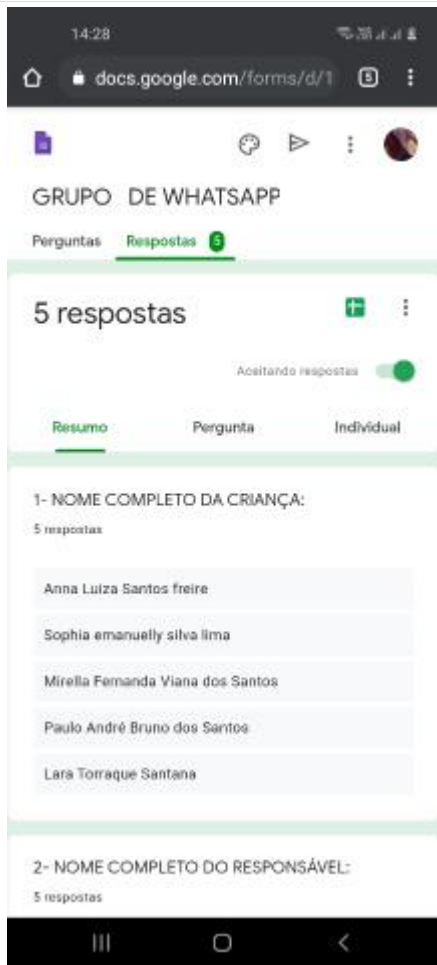 14:28
docs.google.com/forms/d/1
5
GRUPO DE WHATSAPP
Perguntas Respostas 5
5 respostas
Aceitando respostas
Resumo Pergunta Individual
1- NOME COMPLETO DA CRIANÇA:
5 respostas
Anna Luiza Santos freire
Sophia emanuelly silva lima
Mirella Fernanda Viana dos Santos
Paulo André Bruno dos Santos
Lara Torraque Santana
2- NOME COMPLETO DO RESPONSÁVEL:
5 respostas